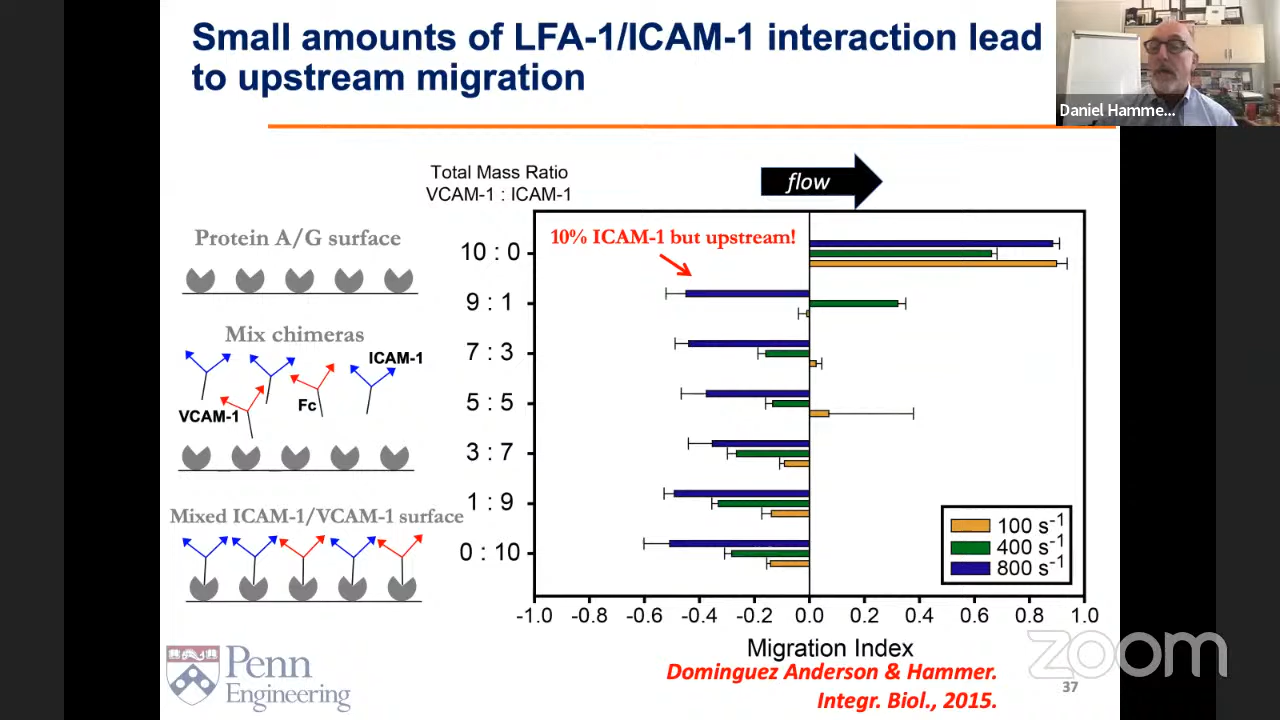 Small amounts of LFA-1/ICAM-1 interaction lead
to upstream migration
Daniel Hamme...
Total Mass Ratio
VCAM-1 : ICAM-1
flow
Protein A/G surface
10% ICAM-1 but upstream!
10 : 0
9 : 1
Mix chimeras
ICAM-1
7 : 3
VCAM-1
Fc
5 : 5
3 : 7
Mixed ICAM-1/VCAM-1 surface
1 : 9
0 : 10
100 s-1
400 s-1
800 s-1
-1.0 -0.8 -0.6 -0.4 -0.2 0.0 0.2 0.4 0.6 0.8 1.0
Migration Index
Penn
Engineering
Dominguez Anderson & Hammer.
Integr. Biol., 2015.
zoom
37